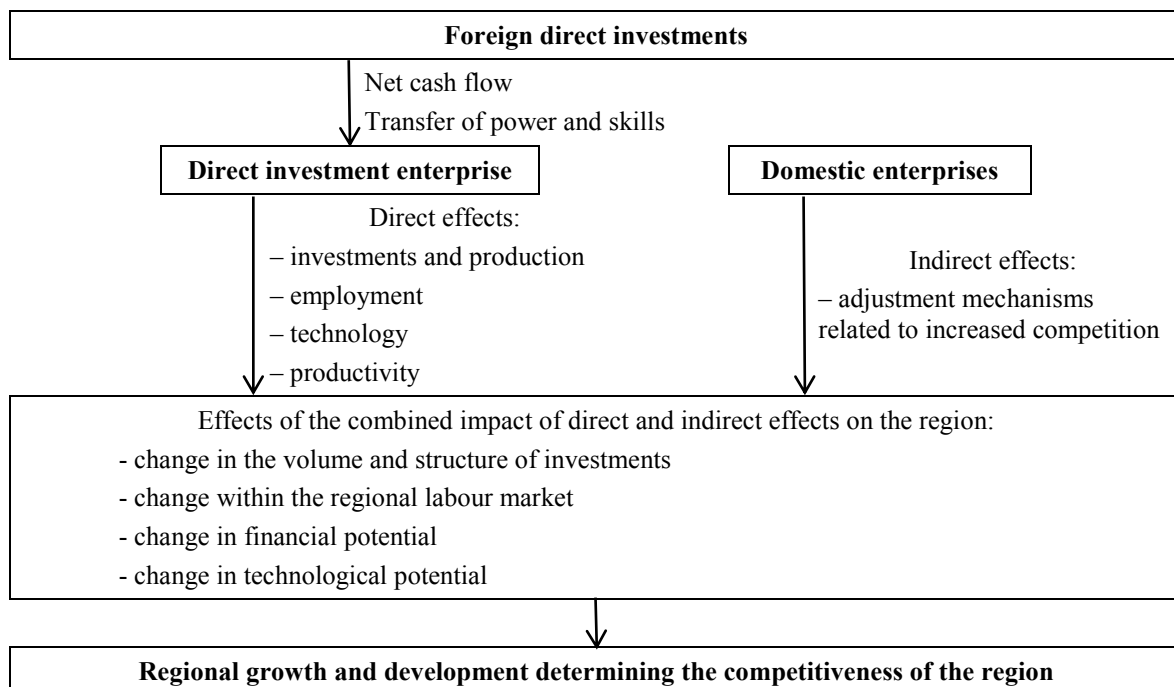 Foreign direct investments
Net cash flow
Transfer of power and skills
Direct investment enterprise
Domestic enterprises
Direct effects:
– investments and production
– employment
– technology
– productivity
Indirect effects:
– adjustment mechanisms
related to increased competition
Effects of the combined impact of direct and indirect effects on the region:
- change in the volume and structure of investments
- change within the regional labour market
- change in financial potential
- change in technological potential
Regional growth and development determining the competitiveness of the region